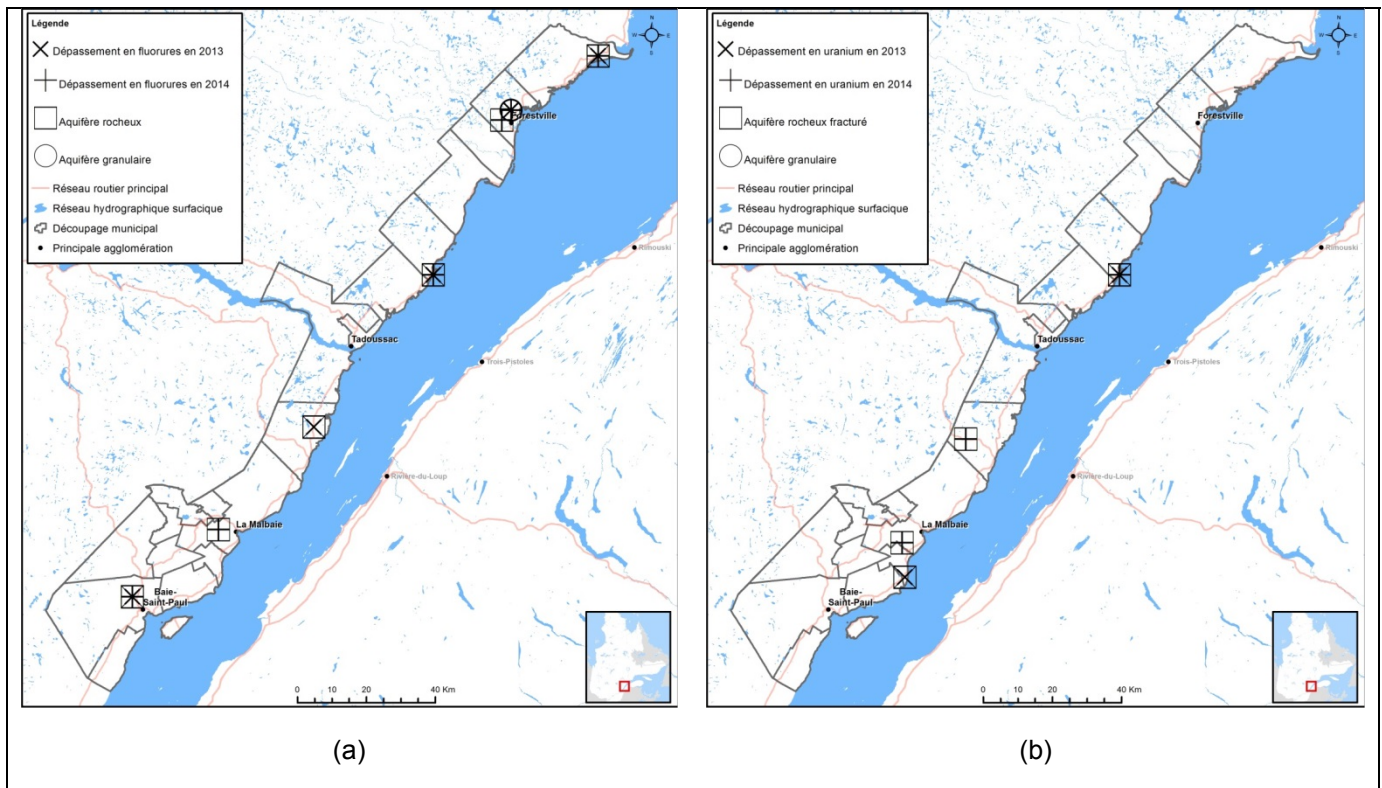 Légende
Dépassement en fluorures en 2013
Dépassement en fluorures en 2014
Aquifère rocheux
Aquifère granulaire
Réseau routier principal
Réseau hydrographique surfacique
Découpage municipal
Principale agglomération
N
W E
S
Forestville
Rimouski
Tadoussac
Trois-Pistoles
Rivière-du-Loup
La Malbaie
Baie-
Saint-Paul
0 10 20 40 Km
(a)
Légende
Dépassement en uranium en 2013
Dépassement en uranium en 2014
Aquifère rocheux fracturé
Aquifère granulaire
Réseau routier principal
Réseau hydrographique surfacique
Découpage municipal
Principale agglomération
N
W E
S
Forestville
Rimouski
Tadoussac
Trois-Pistoles
Rivière-du-Loup
La Malbaie
Baie-
Saint-Paul
0 10 20 40 Km
(b)